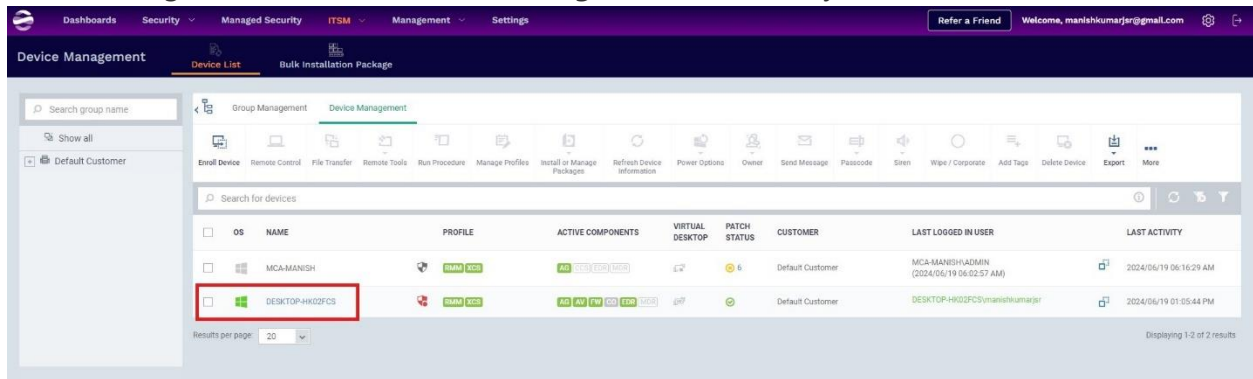 Dashboards Security Managed Security ITSM Management Settings Refer a Friend Welcome, manishkumarjsr@gmail.com
Device Management Device List Bulk Installation Package
Search group name
Show all
Default Customer
Group Management Device Management
Enroll Device Remote Control File Transfer Remote Tools Run Procedure Manage Profiles Install or Manage Packages Refresh Device Information Power Options Owner Send Message Passcode Siren Wipe / Corporate Add Tags Delete Device Export More
Search for devices
OS NAME PROFILE ACTIVE COMPONENTS VIRTUAL DESKTOP PATCH STATUS CUSTOMER LAST LOGGED IN USER LAST ACTIVITY
MCA-MANISH RMM XCS AG CCS EDR MDR 6 Default Customer MCA-MANISH\ADMIN (2024/06/19 06:02:57 AM) 2024/06/19 06:16:29 AM
DESKTOP-HK02FCS RMM XCS AG AV FW CO EDR MDR Default Customer DESKTOP-HK02FCS\manishkumarjsr 2024/06/19 01:05:44 PM
Results per page: 20 Displaying 1-2 of 2 results